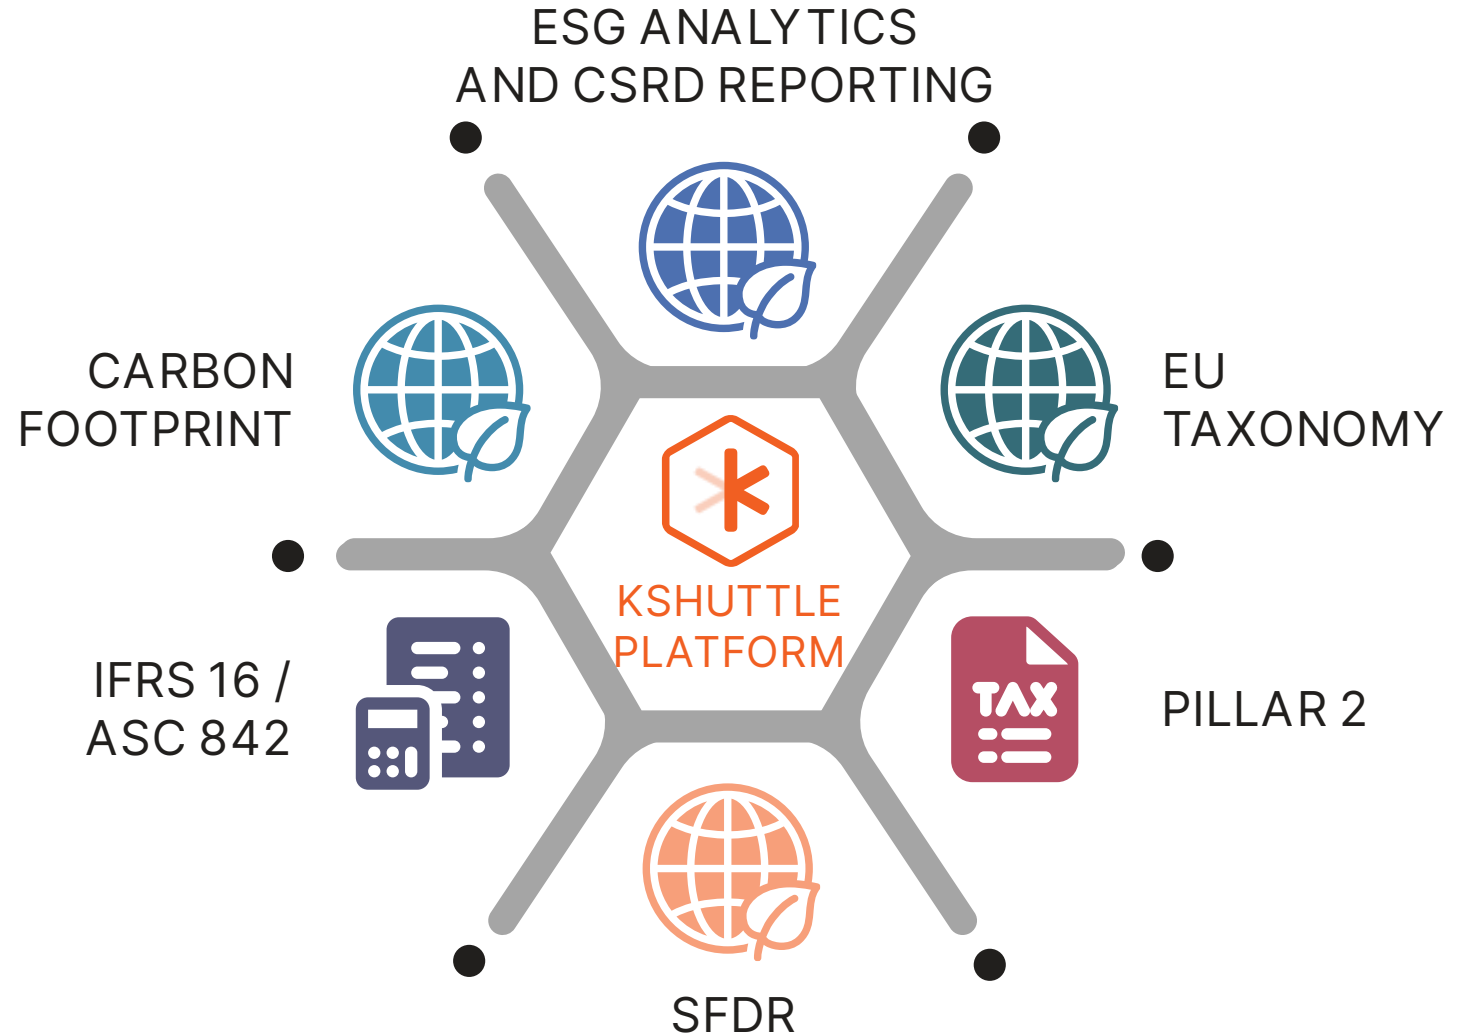 ESG ANALYTICS
AND CSRD REPORTING
CARBON
FOOTPRINT
EU
TAXONOMY
KSHUTTLE
PLATFORM
IFRS 16 /
ASC 842
TAX
PILLAR 2
SFDR